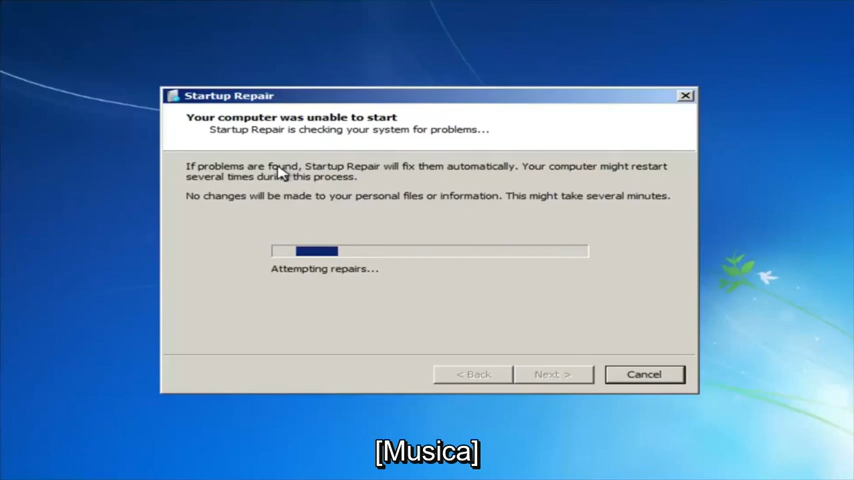 Startup Repair
Your computer was unable to start
Startup Repair is checking your system for problems...
If problems are found, Startup Repair will fix them automatically. Your computer might restart
several times during this process.
No changes will be made to your personal files or information. This might take several minutes.
Attempting repairs...
< Back
Next >
Cancel
[Musica]